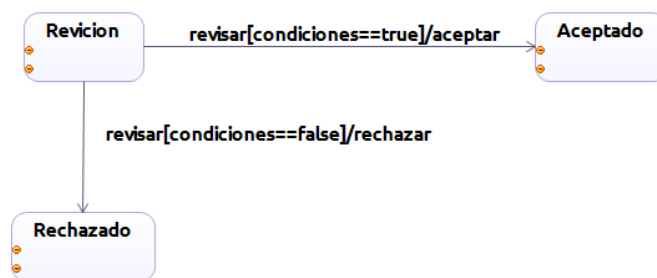 Revicion
revisar[condiciones==true]/aceptar
Aceptado
revisar[condiciones==false]/rechazar
Rechazado